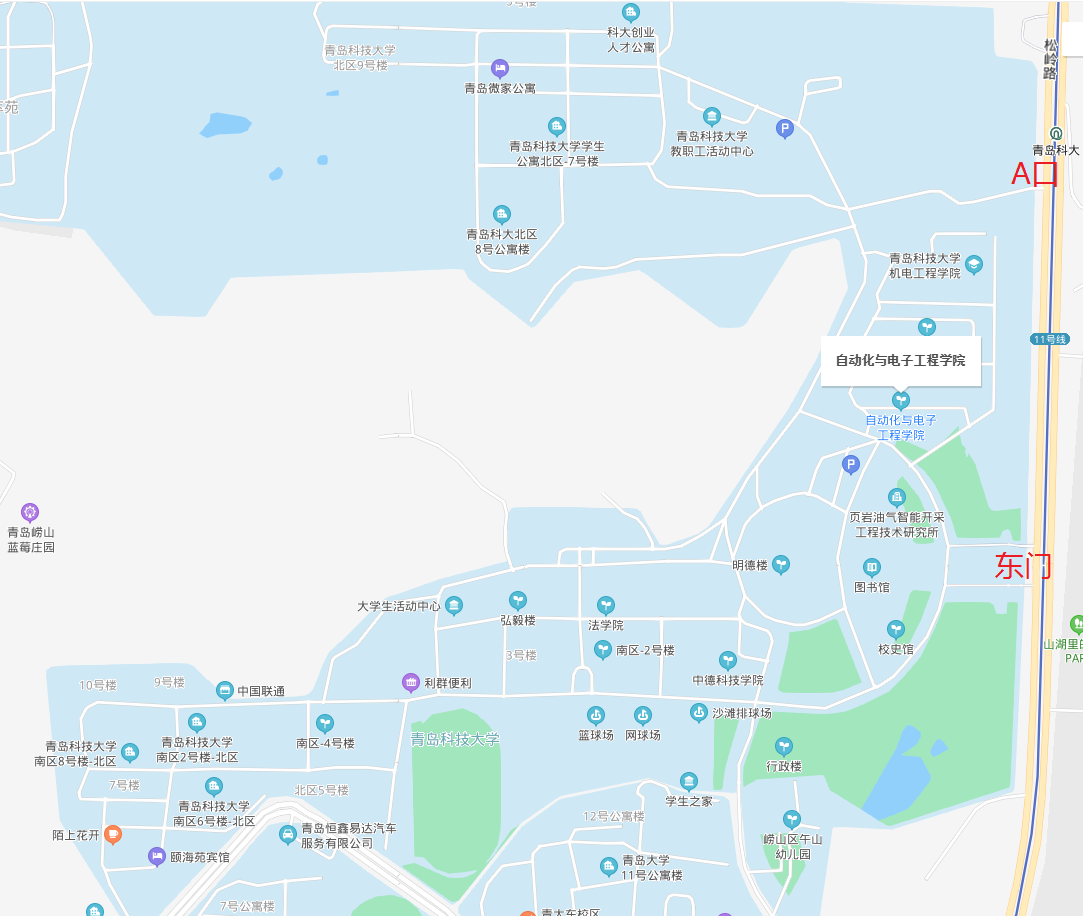 科大创业
人才公寓
青岛科技大学
北区9号楼
松岭路
青岛微家公寓
青岛科技大学
教职工活动中心
P
青岛科技大学学生
公寓北区-7号楼
青岛科大
A口
青岛科大北区
8号公寓楼
青岛科技大学
机电工程学院
11号线
自动化与电子工程学院
自动化与电子
工程学院
P
青岛崂山
蓝莓庄园
页岩油气智能开采
工程技术研究所
东门
明德楼
图书馆
大学生活动中心
弘毅楼
法学院
校史馆
3号楼
南区-2号楼
中德科技学院
山湖里
PAR
10号楼
9号楼
中国联通
利群便利
沙滩排球场
篮球场
网球场
青岛科技大学
南区8号楼-北区
青岛科技大学
南区2号楼-北区
南区-4号楼
青岛科技大学
行政楼
7号楼
北区5号楼
学生之家
青岛科技大学
南区6号楼-北区
12号公寓楼
陌上花开
青岛恒鑫易达汽车
服务有限公司
崂山区午山
幼儿园
颐海苑宾馆
青岛大学
11号公寓楼
7号公寓楼
青大东校区